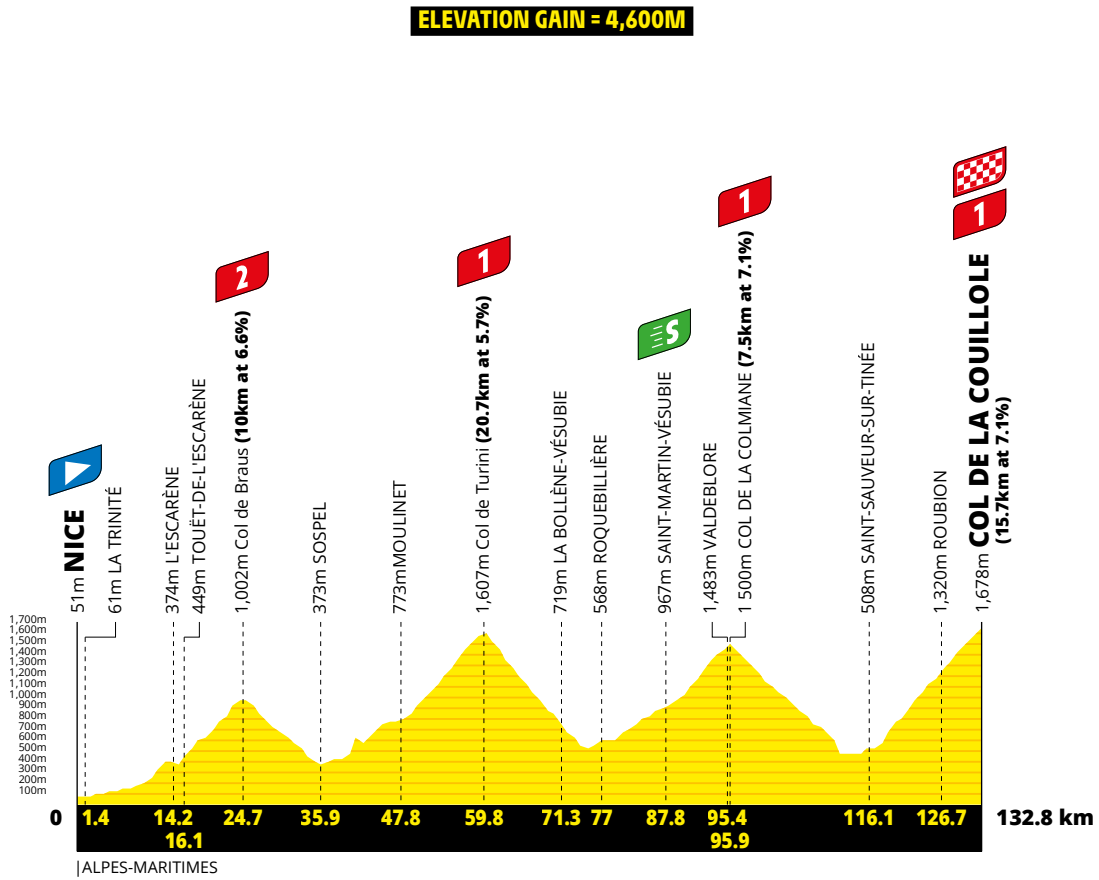 ELEVATION GAIN = 4,600M
1
1
2
1
S
51m NICE
61m LA TRINITÉ
374m L'ESCARÈNE
449m TOUËT-DE-L'ESCARÈNE
1,002m Col de Braus (10km at 6.6%)
373m SOSPEL
773mMOULINET
1,607m Col de Turini (20.7km at 5.7%)
719m LA BOLLÈNE-VÉSUBIE
568m ROQUEBILLIÈRE
967m SAINT-MARTIN-VÉSUBIE
1,483m VALDEBLORE
1 500m COL DE LA COLMIANE (7.5km at 7.1%)
508m SAINT-SAUVEUR-SUR-TINÉE
1,320m ROUBION
1,678m COL DE LA COUILLOLE
(15.7km at 7.1%)
1,700m
1,600m
1,500m
1,400m
1,300m
1,200m
1,100m
1,000m
900m
800m
700m
600m
500m
400m
300m
200m
100m
0 1.4 14.2 24.7 35.9 47.8 59.8 71.3 77 87.8 95.4 116.1 126.7 132.8 km
16.1 95.9
|ALPES-MARITIMES